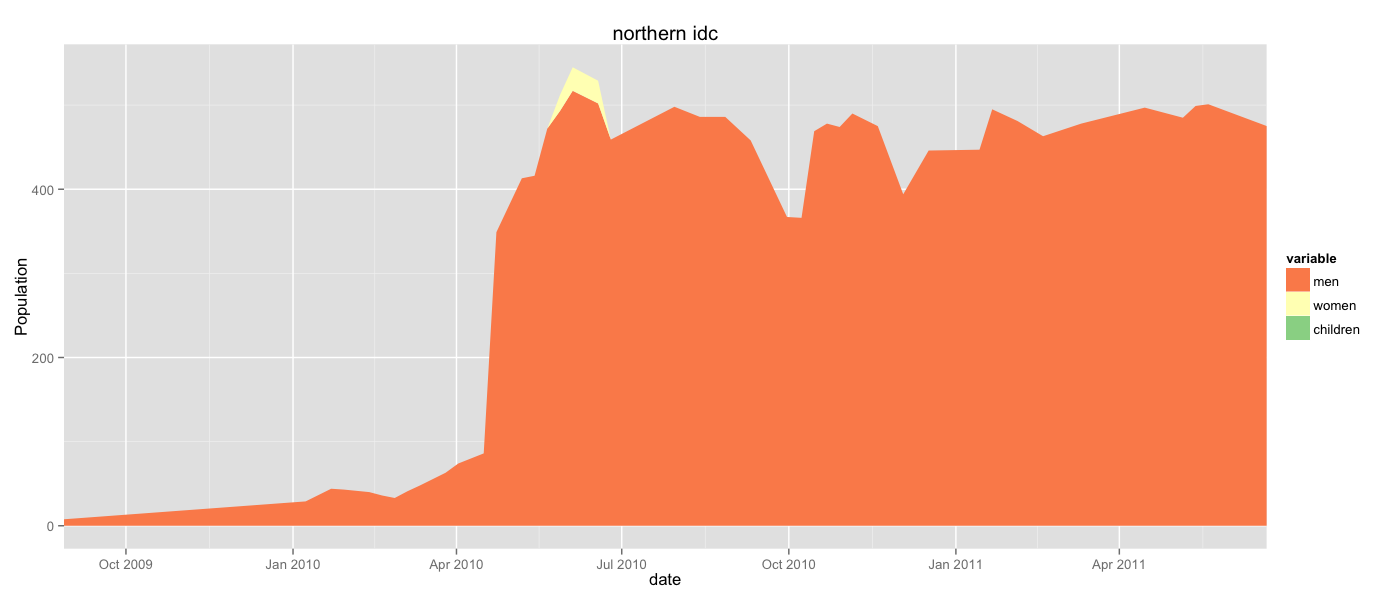 northern idc
Population
400
200
0
Oct 2009 Jan 2010 Apr 2010 Jul 2010 Oct 2010 Jan 2011 Apr 2011
date
variable
men
women
children